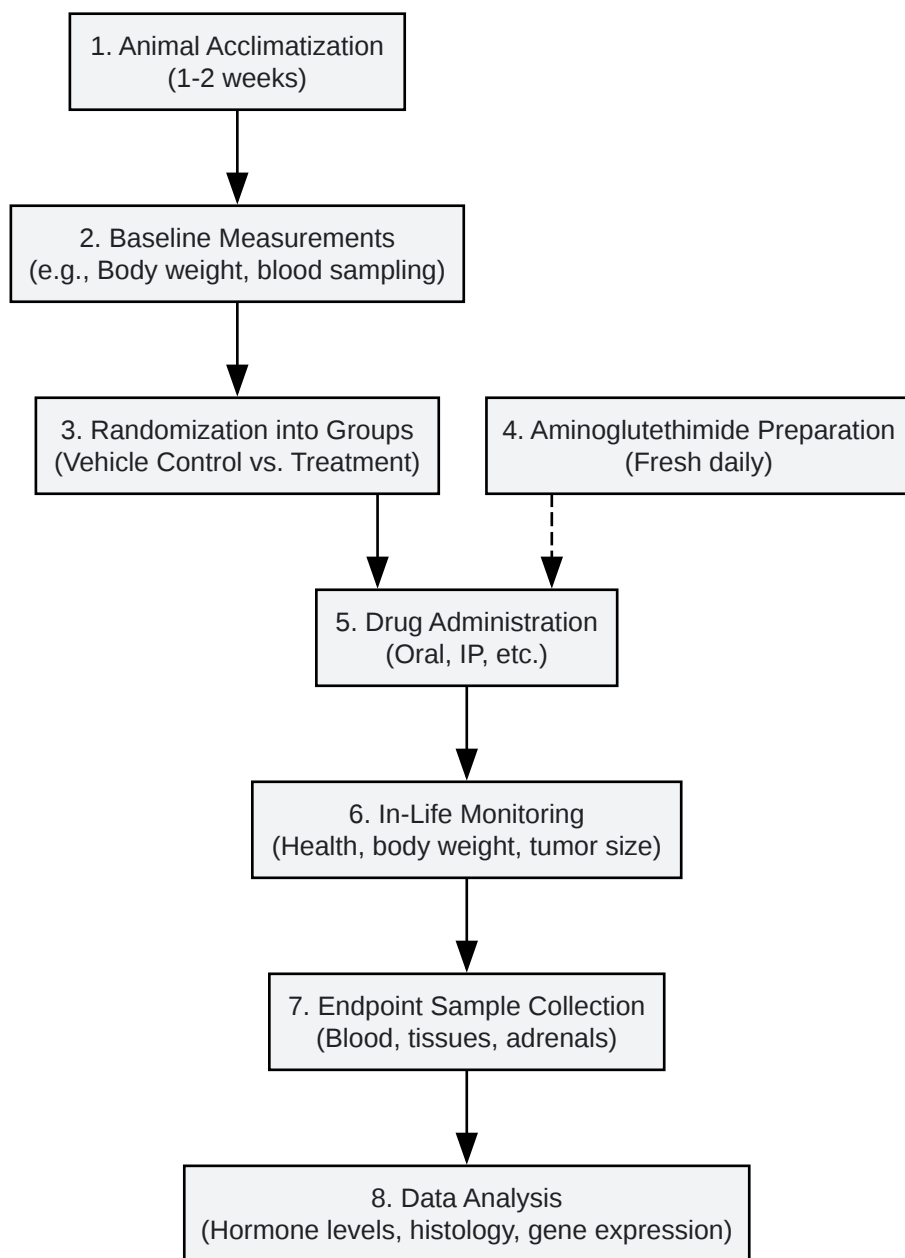 1. Animal Acclimatization
(1-2 weeks)
2. Baseline Measurements
(e.g., Body weight, blood sampling)
3. Randomization into Groups
(Vehicle Control vs. Treatment)
4. Aminoglutethimide Preparation
(Fresh daily)
5. Drug Administration
(Oral, IP, etc.)
6. In-Life Monitoring
(Health, body weight, tumor size)
7. Endpoint Sample Collection
(Blood, tissues, adrenals)
8. Data Analysis
(Hormone levels, histology, gene expression)